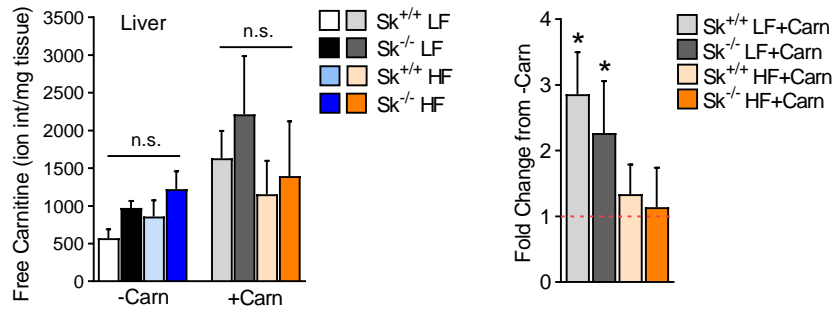 Free Carnitine (ion int/mg tissue)
3500
3000
2500
2000
1500
1000
500
0
Liver
n.s.
n.s.
-Carn
+Carn
Sk+/+ LF
Sk-/- LF
Sk+/+ HF
Sk-/- HF
Fold Change from -Carn
4
3
2
1
0
*
*
Sk+/+ LF+Carn
Sk-/- LF+Carn
Sk+/+ HF+Carn
Sk-/- HF+Carn